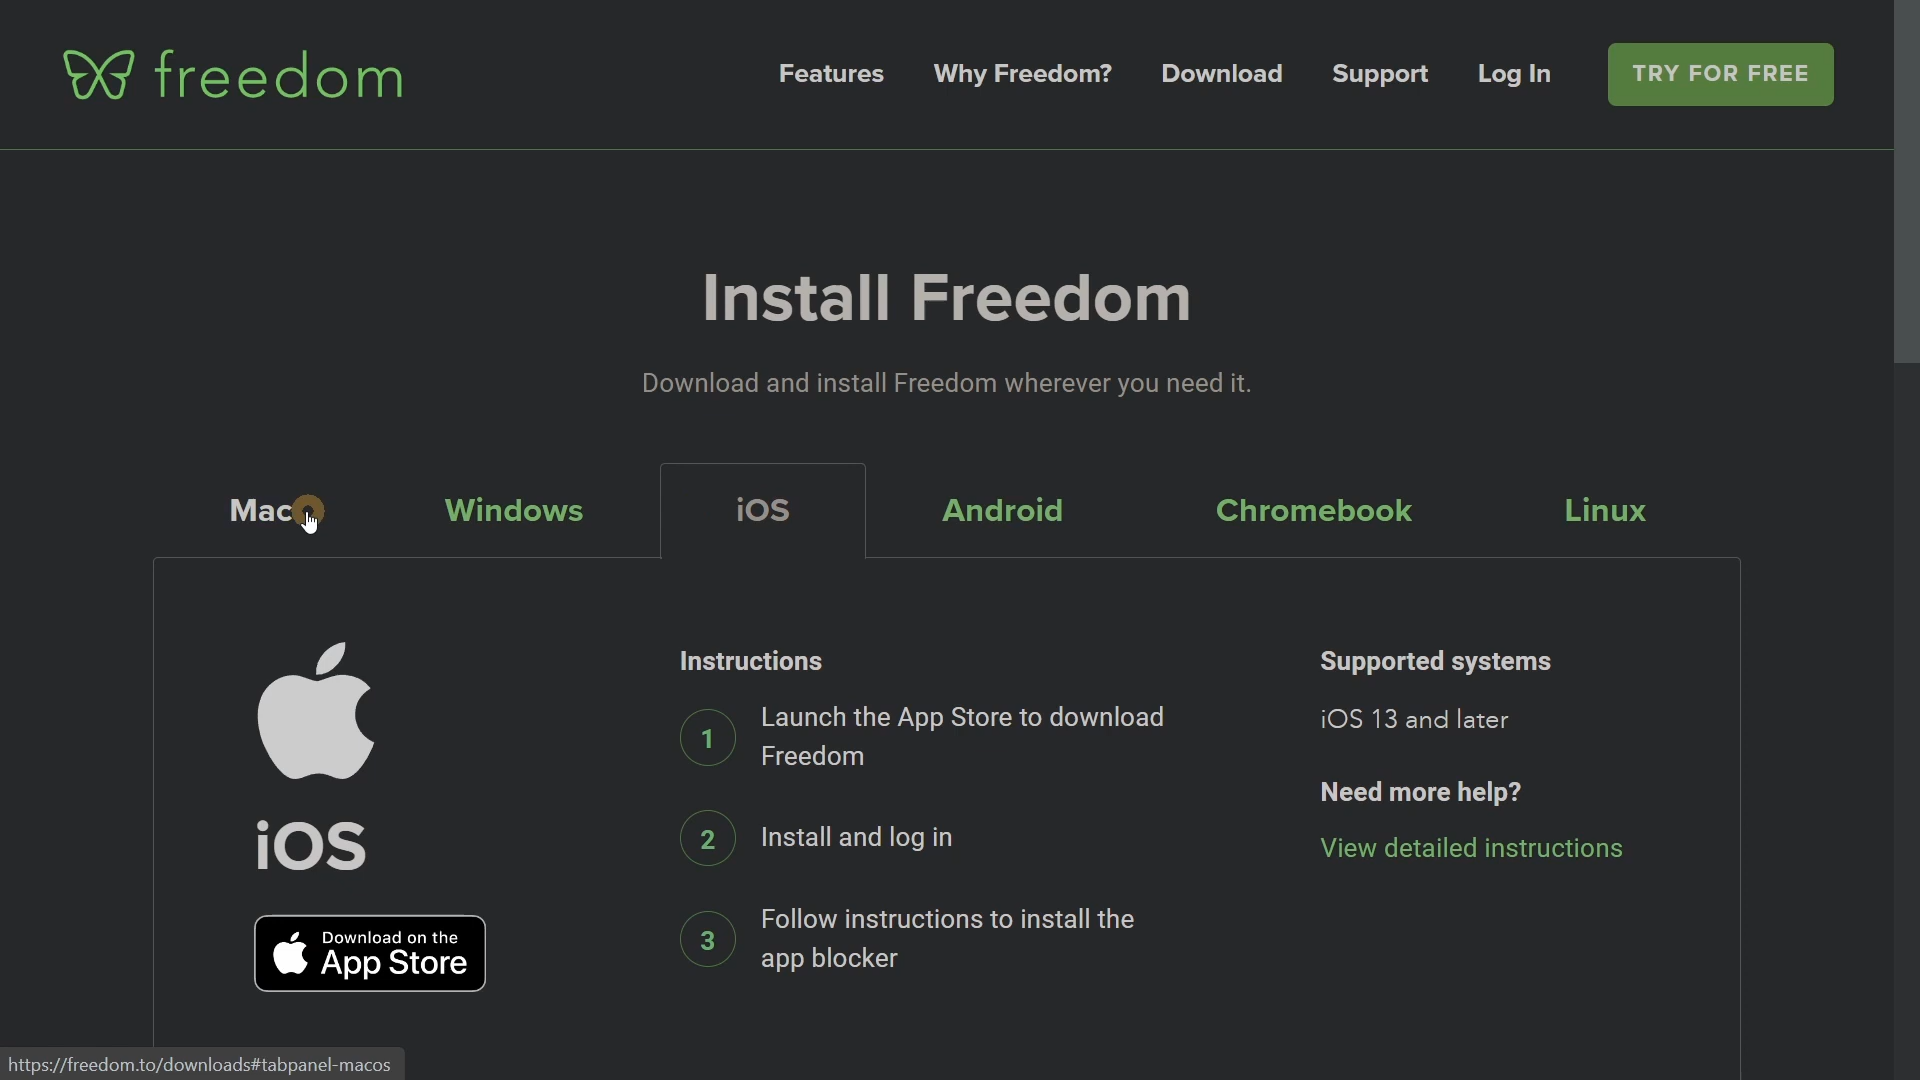 freedom
Features Why Freedom? Download Support Log In TRY FOR FREE
Install Freedom
Download and install Freedom wherever you need it.
Mac Windows iOS Android Chromebook Linux
iOS
Download on the
App Store
Instructions
1 Launch the App Store to download
Freedom
2 Install and log in
3 Follow instructions to install the
app blocker
Supported systems
iOS 13 and later
Need more help?
View detailed instructions
https://freedom.to/downloads#tabpanel-macos